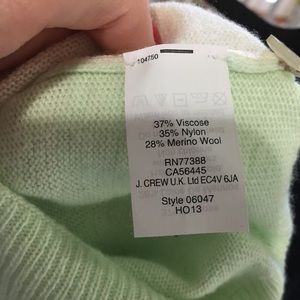 104750
37% Viscose
35% Nylon
28% Merino Wool
RN77388
CA56445
J. CREW U.K. Ltd EC4V 6JA
Style 06047
HO13